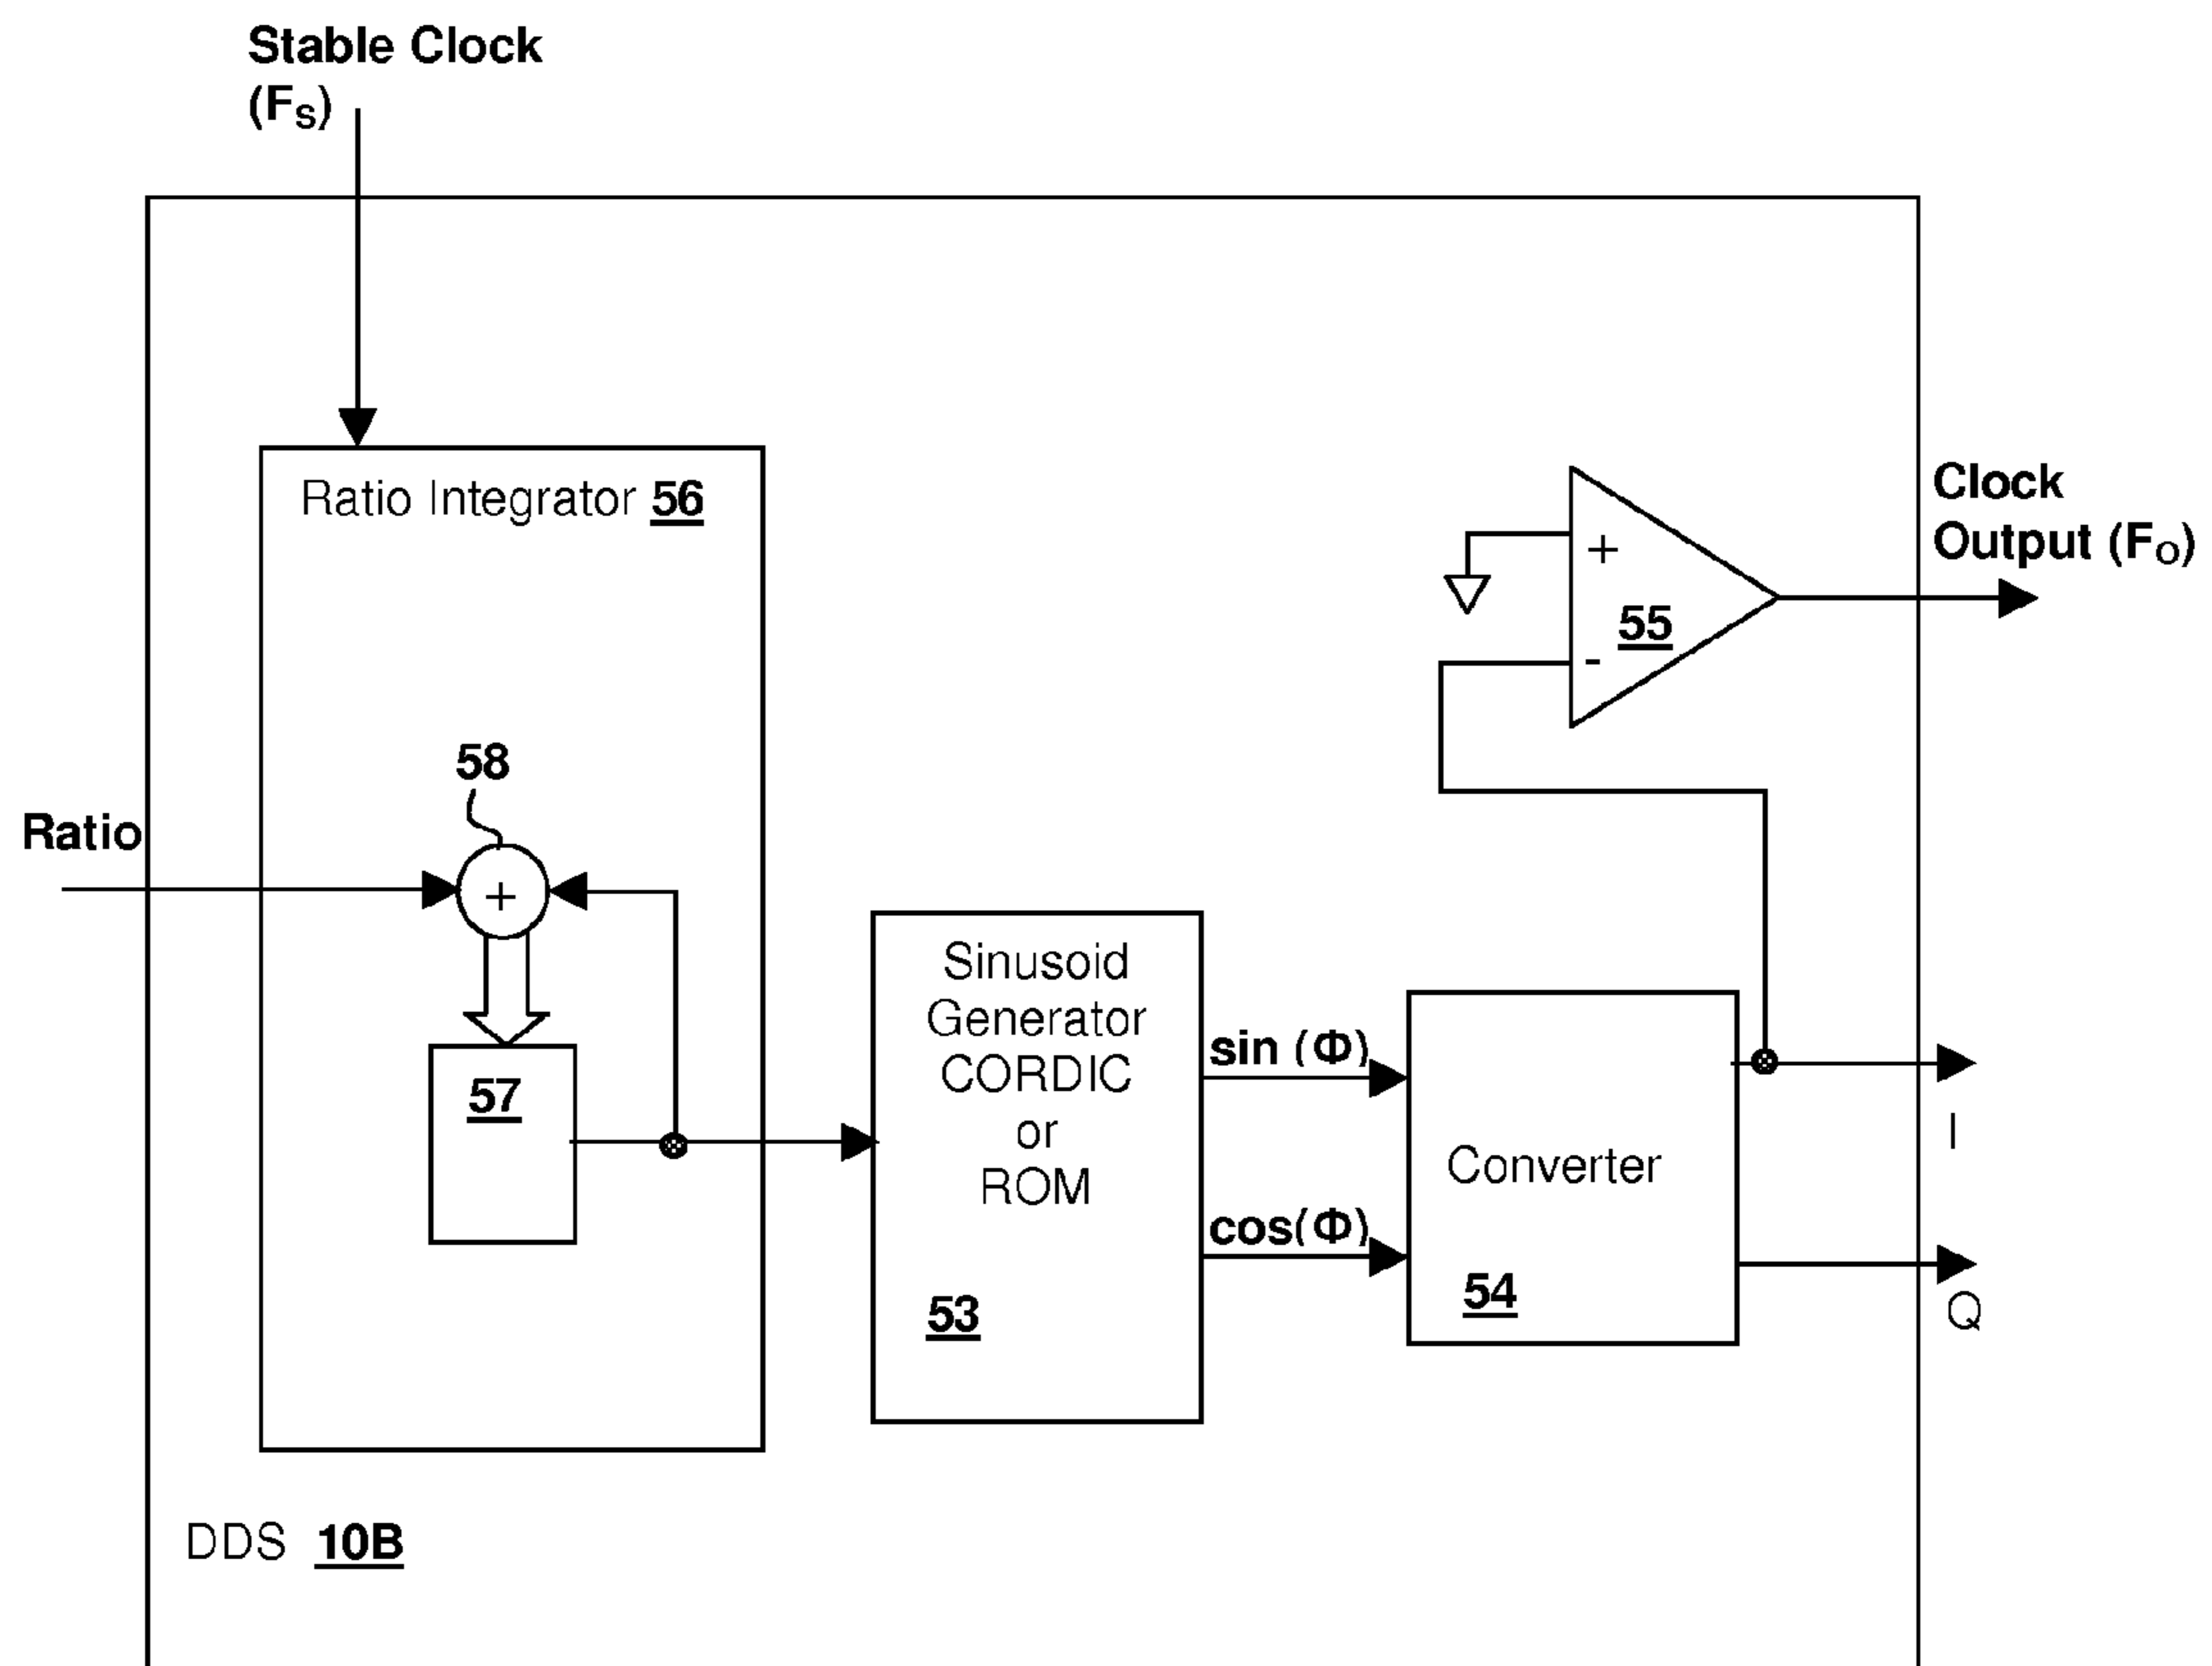 Stable Clock
(Fs)
Ratio Integrator 56
Clock
Output (Fo)
+
55
-
58
Ratio
+
57
Sinusoid
Generator
CORDIC
or
ROM
53
sin (Φ)
cos(Φ)
Converter
54
I
Q
DDS 10B